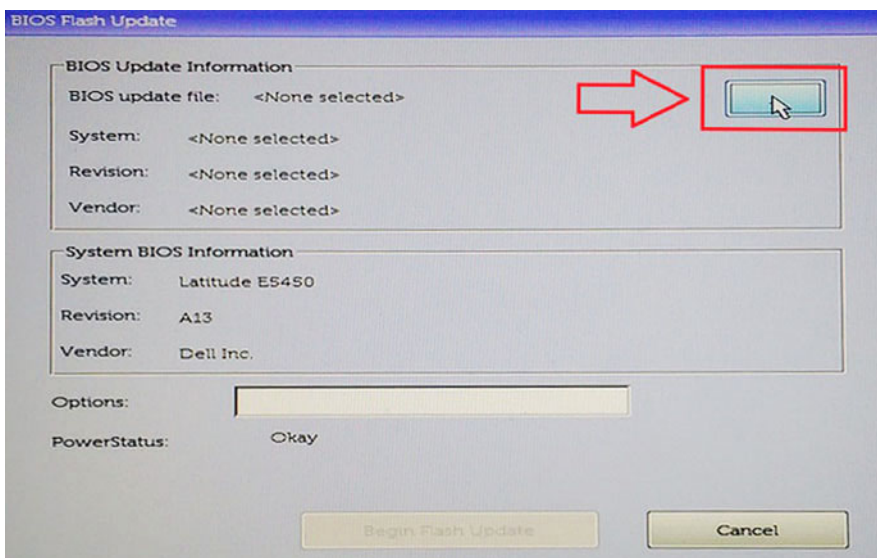 BIOS Flash Update
BIOS Update Information
BIOS update file: <None selected>
System: <None selected>
Revision: <None selected>
Vendor: <None selected>
System BIOS Information
System: Latitude E5450
Revision: A13
Vendor: Dell Inc.
Options:
PowerStatus: Okay
Begin Flash Update Cancel